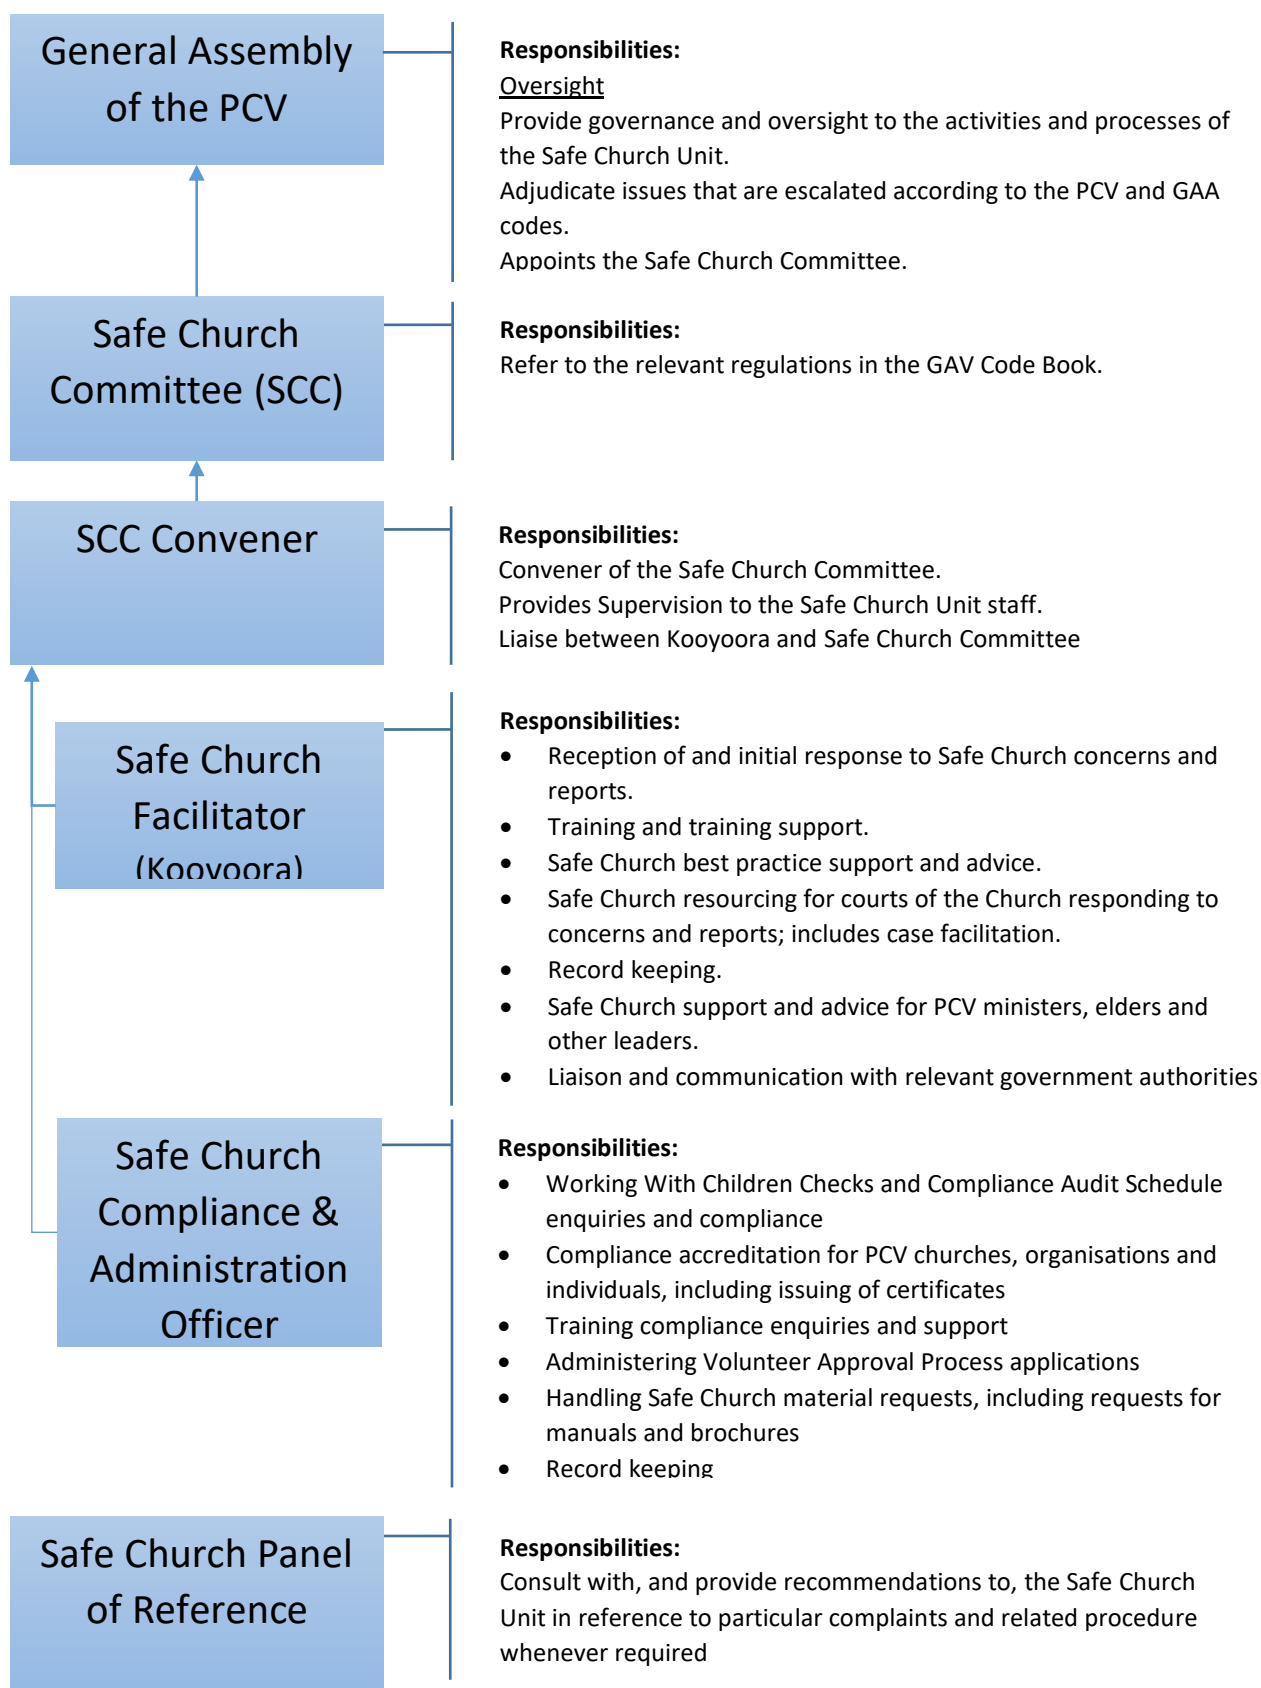 General Assembly
of the PCV
Responsibilities:
Oversight
Provide governance and oversight to the activities and processes of
the Safe Church Unit.
Adjudicate issues that are escalated according to the PCV and GAA
codes.
Appoints the Safe Church Committee.
Safe Church
Committee (SCC)
Responsibilities:
Refer to the relevant regulations in the GAV Code Book.
SCC Convener
Responsibilities:
Convener of the Safe Church Committee.
Provides Supervision to the Safe Church Unit staff.
Liaise between Kooyoora and Safe Church Committee
Safe Church
Facilitator
(Kooyoora)
Responsibilities:
• Reception of and initial response to Safe Church concerns and
reports.
• Training and training support.
• Safe Church best practice support and advice.
• Safe Church resourcing for courts of the Church responding to
concerns and reports; includes case facilitation.
• Record keeping.
• Safe Church support and advice for PCV ministers, elders and
other leaders.
• Liaison and communication with relevant government authorities
Safe Church
Compliance &
Administration
Officer
Responsibilities:
• Working With Children Checks and Compliance Audit Schedule
enquiries and compliance
• Compliance accreditation for PCV churches, organisations and
individuals, including issuing of certificates
• Training compliance enquiries and support
• Administering Volunteer Approval Process applications
• Handling Safe Church material requests, including requests for
manuals and brochures
• Record keeping
Safe Church Panel
of Reference
Responsibilities:
Consult with, and provide recommendations to, the Safe Church
Unit in reference to particular complaints and related procedure
whenever required